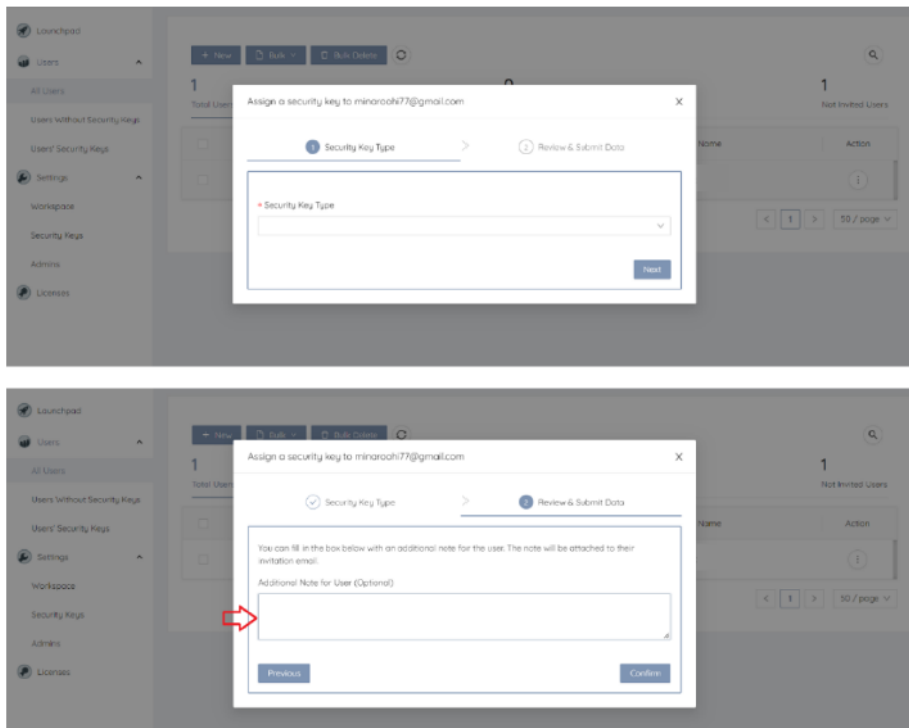 Launchpad
Users
All Users
Users Without Security Keys
Users' Security Keys
Settings
Workspace
Security Keys
Admins
Licenses
+ New
Bulk
Bulk Delete
1
Total Users
0
1
Not Invited Users
Name
Action
< 1 >
50 / page
Assign a security key to minaroohi77@gmail.com
X
1 Security Key Type
>
2 Review & Submit Data
* Security Key Type
Next
Launchpad
Users
All Users
Users Without Security Keys
Users' Security Keys
Settings
Workspace
Security Keys
Admins
Licenses
+ New
Bulk
Bulk Delete
1
Total Users
1
Not Invited Users
Name
Action
< 1 >
50 / page
Assign a security key to minaroohi77@gmail.com
X
Security Key Type
>
2 Review & Submit Data
You can fill in the box below with an additional note for the user. The note will be attached to their
invitation email.
Additional Note for User (Optional)
Previous
Confirm